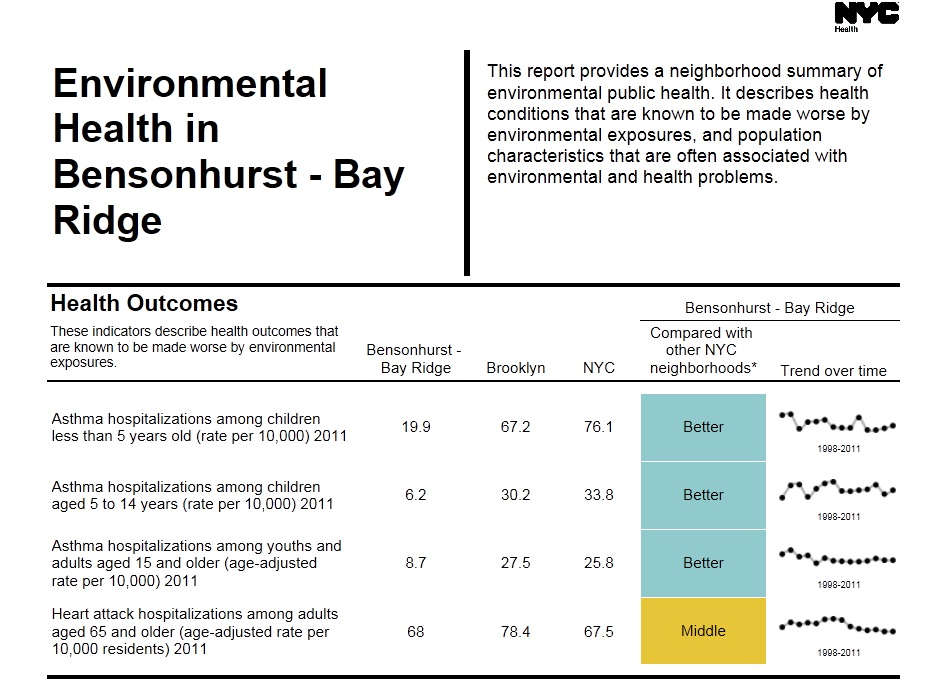 NYC
Health
Environmental
Health in
Bensonhurst - Bay
Ridge
This report provides a neighborhood summary of
environmental public health. It describes health
conditions that are known to be made worse by
environmental exposures, and population
characteristics that are often associated with
environmental and health problems.
Health Outcomes
These indicators describe health outcomes that
are known to be made worse by environmental
exposures.
Bensonhurst -
Bay Ridge
Brooklyn
NYC
Bensonhurst - Bay Ridge
Compared with
other NYC
neighborhoods*
Trend over time
Asthma hospitalizations among children
less than 5 years old (rate per 10,000) 2011
19.9
67.2
76.1
Better
1998-2011
Asthma hospitalizations among children
aged 5 to 14 years (rate per 10,000) 2011
6.2
30.2
33.8
Better
1998-2011
Asthma hospitalizations among youths and
adults aged 15 and older (age-adjusted
rate per 10,000) 2011
8.7
27.5
25.8
Better
1998-2011
Heart attack hospitalizations among adults
aged 65 and older (age-adjusted rate per
10,000 residents) 2011
68
78.4
67.5
Middle
1998-2011